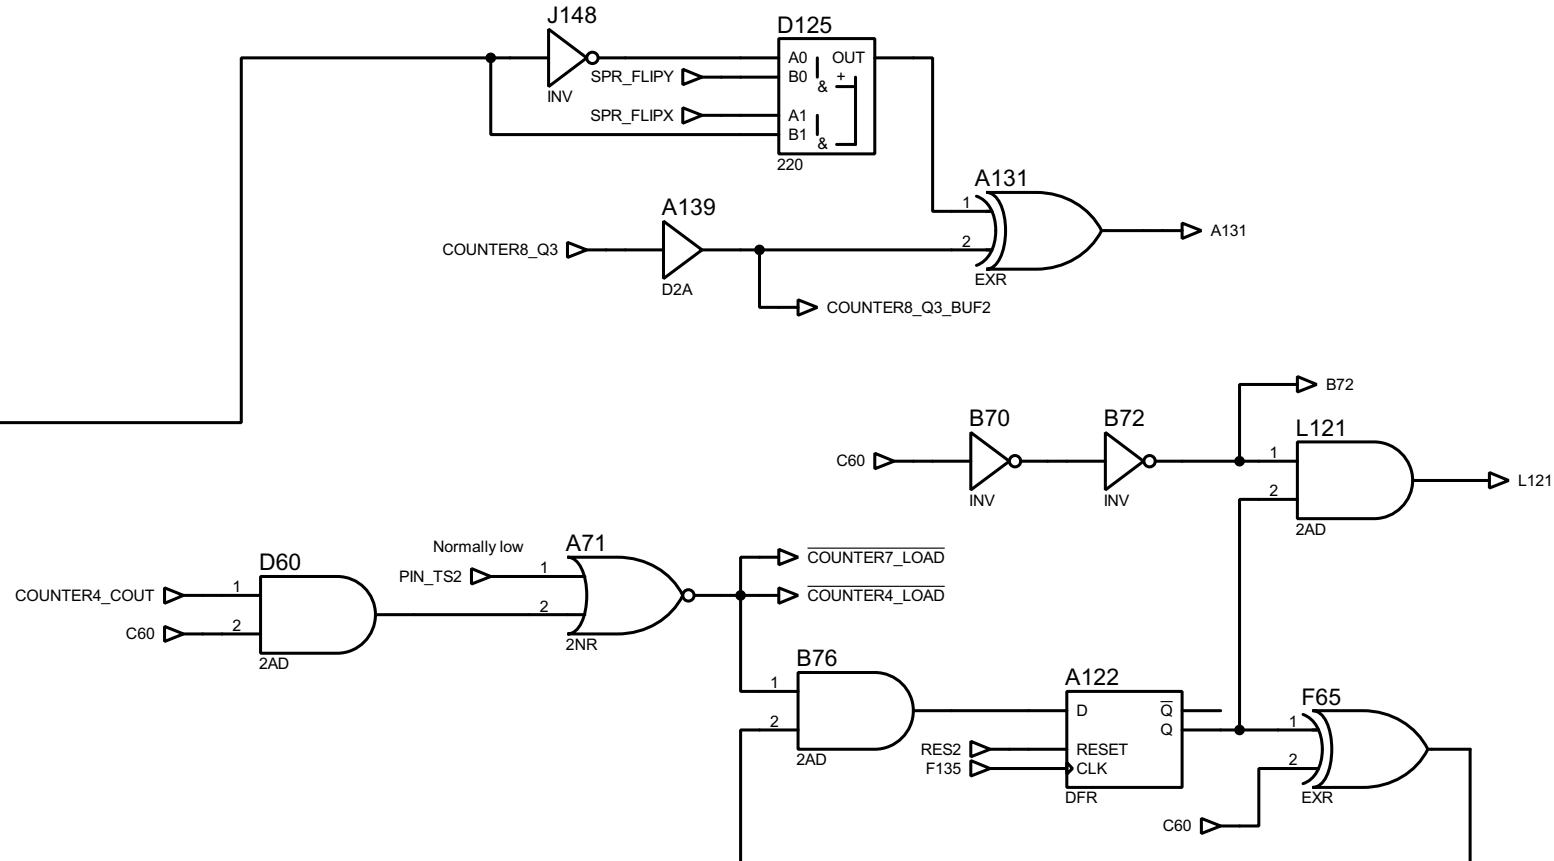 J148
INV
D125
A0 OUT
B0
& +
A1
B1
&
220
SPR_FLIPY
SPR_FLIPX
A131
1
2
EXR
A131
A139
COUNTER8_Q3
D2A
COUNTER8_Q3_BUF2
B72
B70
B72
L121
C60
INV
INV
1
2
2AD
L121
Normally low
A71
D60
PIN_TS2
1
2
2NR
COUNTER4_COUT
C60
1
2
2AD
COUNTER7_LOAD
COUNTER4_LOAD
B76
1
2
2AD
A122
D Q
Q
RESET
CLK
DFR
RES2
F135
F65
1
2
EXR
C60